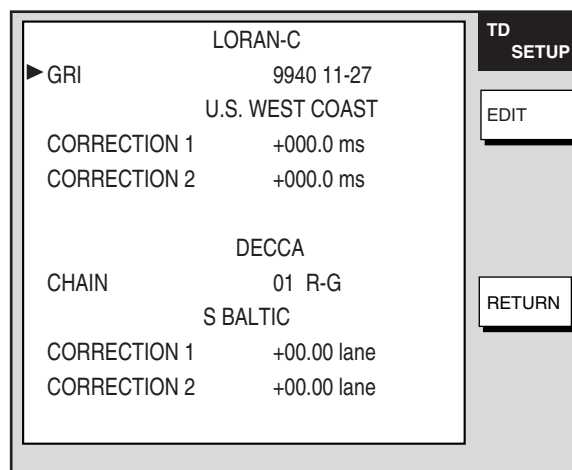 LORAN-C
GRI 9940 11-27
U.S. WEST COAST
CORRECTION 1 +000.0 ms
CORRECTION 2 +000.0 ms
DECCA
CHAIN 01 R-G
S BALTIC
CORRECTION 1 +00.00 lane
CORRECTION 2 +00.00 lane
TD
SETUP
EDIT
RETURN